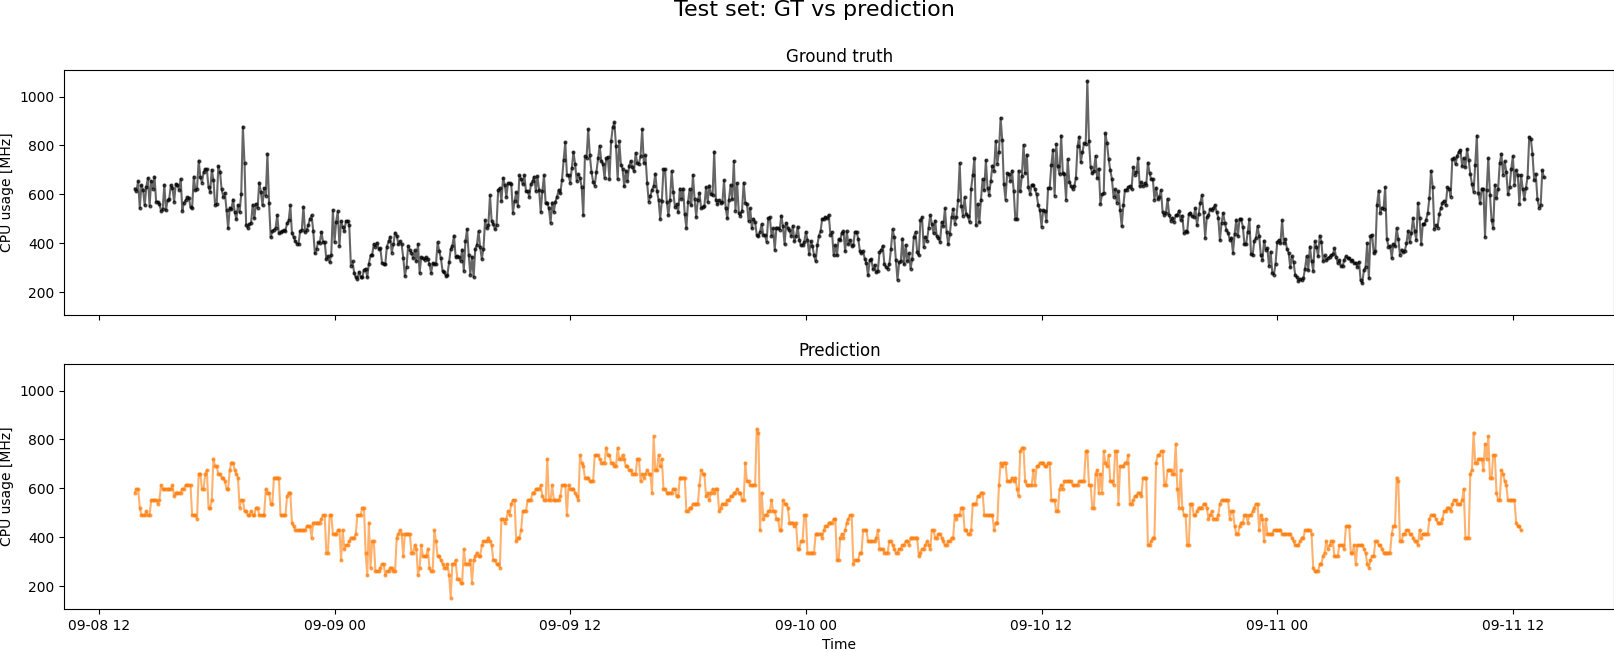 Test set: GT vs prediction
Ground truth
CPU usage [MHz]
1000
800
600
400
200
Prediction
CPU usage [MHz]
1000
800
600
400
200
09-08 12
09-09 00
09-09 12
09-10 00
09-10 12
09-11 00
09-11 12
Time